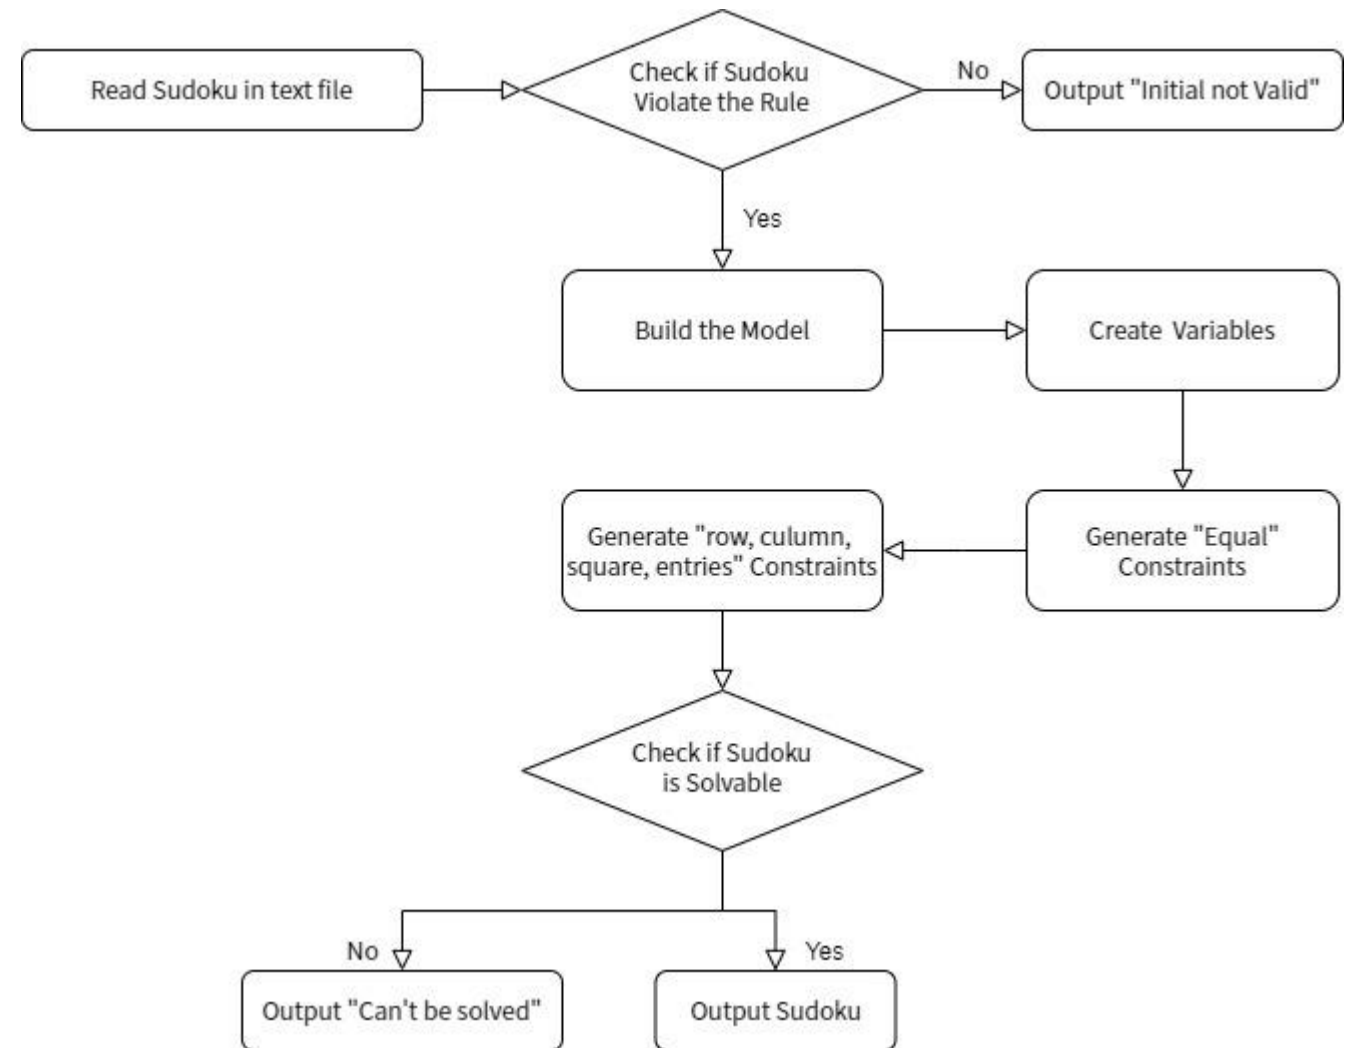 Read Sudoku in text file
Check if Sudoku
Violate the Rule
No
Output "Initial not Valid"
Yes
Build the Model
Create Variables
Generate "row, culumn,
square, entries" Constraints
Generate "Equal"
Constraints
Check if Sudoku
is Solvable
No
Yes
Output "Can't be solved"
Output Sudoku